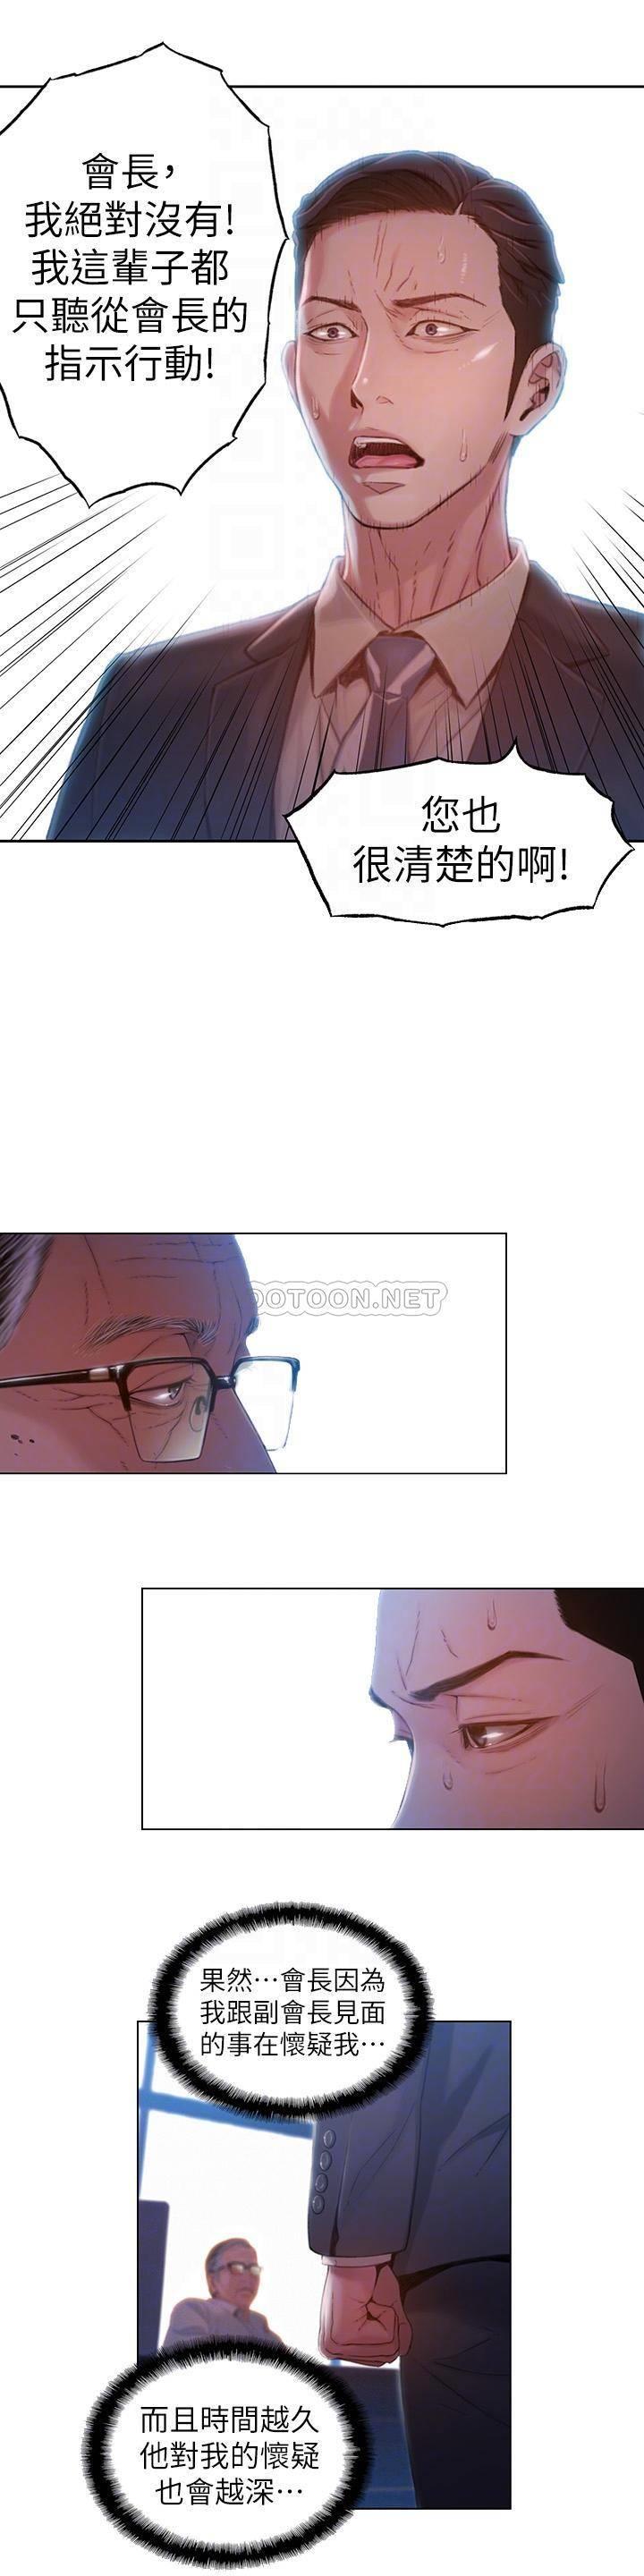 會長，
我絕對沒有！
我這輩子都
只聽從會長的
指示行動！
您也
很清楚的啊！
OOTOON.NET
果然⋯會長因為
我跟副會長見面
的事在懷疑我⋯
而且時間越久
他對我的懷疑
也會越深⋯